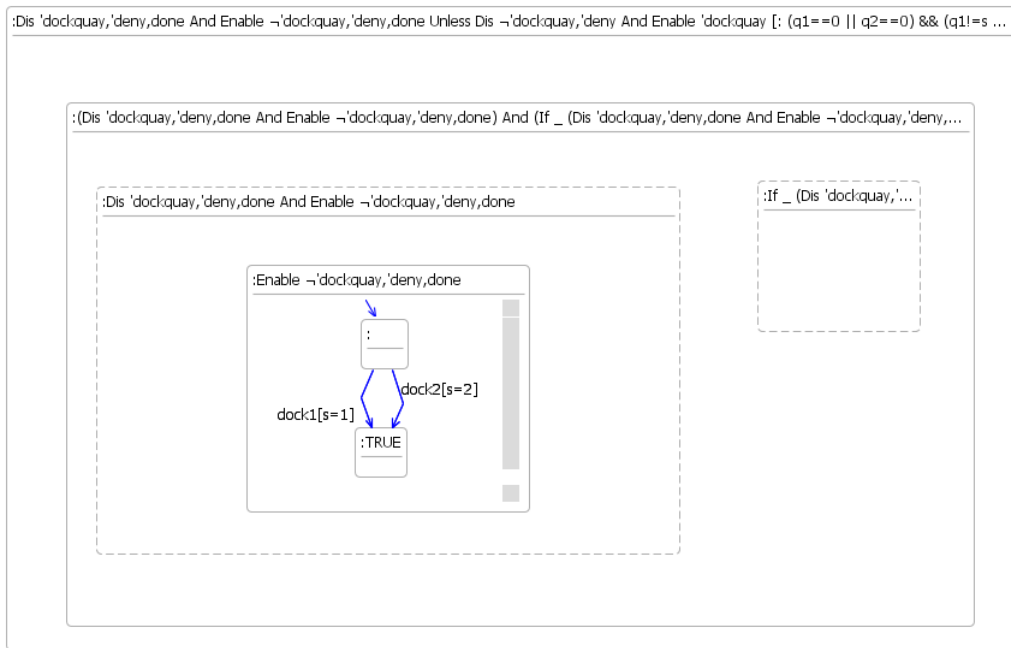 :Dis 'dockquay,'deny,done And Enable ¬'dockquay,'deny,done Unless Dis ¬'dockquay,'deny And Enable 'dockquay [: (q1==0 || q2==0) && (q1!=s ...
:(Dis 'dockquay,'deny,done And Enable ¬'dockquay,'deny,done) And (If _ (Dis 'dockquay,'deny,done And Enable ¬'dockquay,'deny,...
:Dis 'dockquay,'deny,done And Enable ¬'dockquay,'deny,done
:If _ (Dis 'dockquay,'...
:Enable ¬'dockquay,'deny,done
:
dock2[s=2]
dock1[s=1]
:TRUE